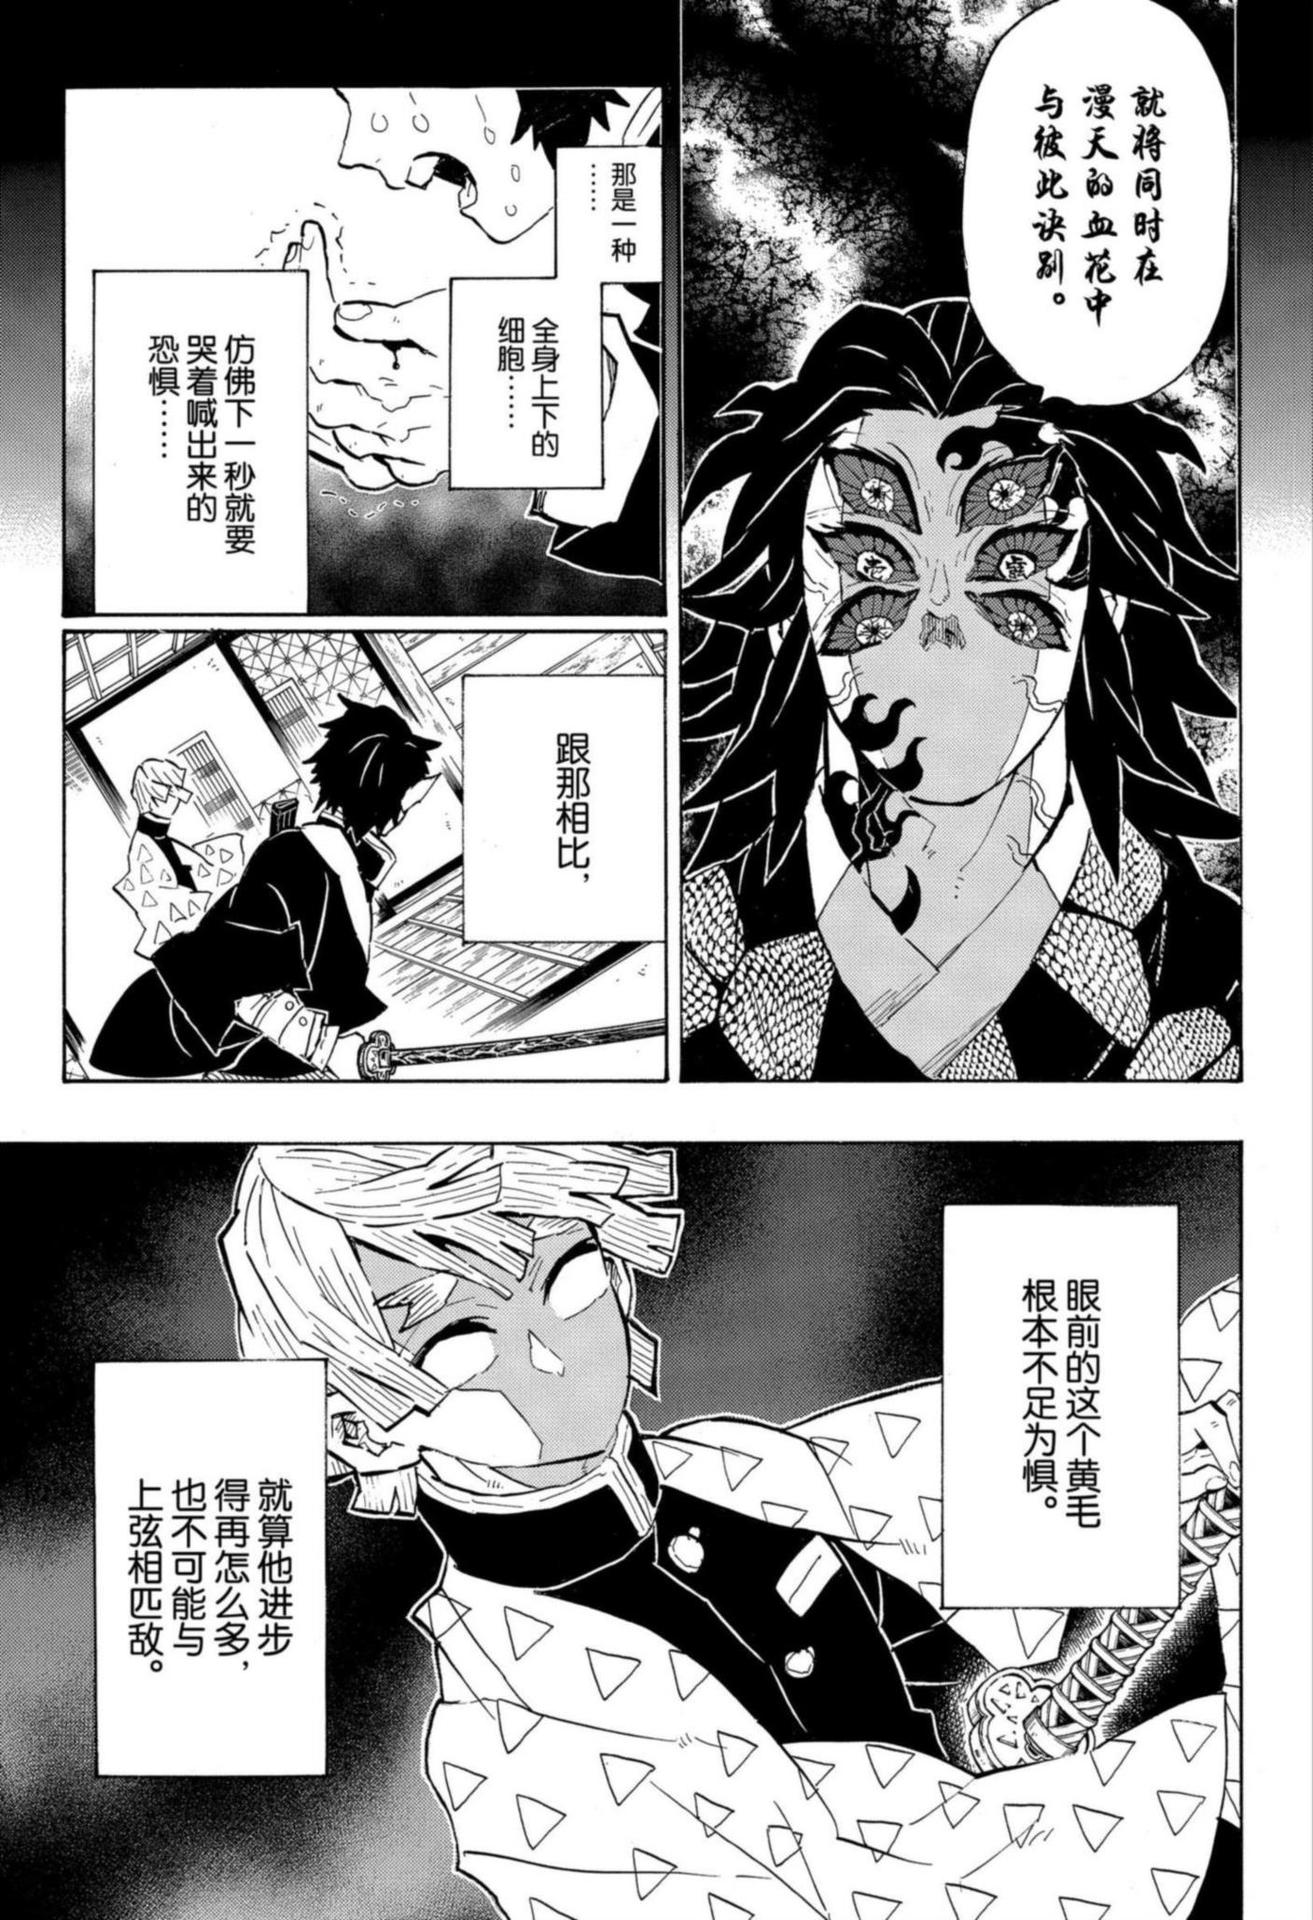 就将同时在
漫天的血花中
与彼此诀别。
那是一种
……
全身上下的
细胞……
仿佛下一秒就要
哭着喊出来的
恐惧……
跟那相比，
眼前的这个黄毛
根本不足为惧。
就算他进步
得再怎么多，
也不可能与
上弦相匹敌。